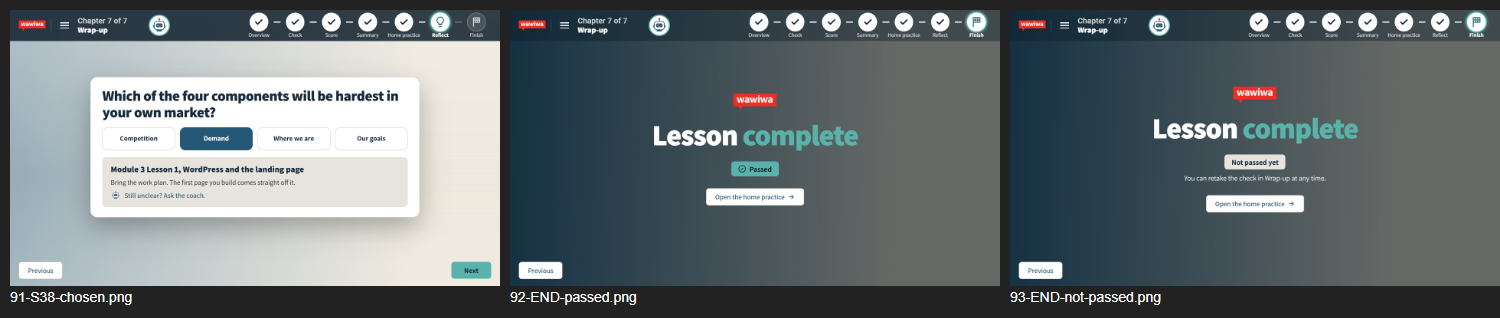 wawiwa
Chapter 7 of 7
Wrap-up
Overview
Check
Score
Summary
Home practice
Reflect
Finish
Which of the four components will be hardest in
your own market?
Competition
Demand
Where we are
Our goals
Module 3 Lesson 1, WordPress and the landing page
Bring the work plan. The first page you build comes straight off it.
Still unclear? Ask the coach.
Previous
Next
91-S38-chosen.png
wawiwa
Chapter 7 of 7
Wrap-up
Overview
Check
Score
Summary
Home practice
Reflect
Finish
wawiwa
Lesson complete
Passed
Open the home practice →
Previous
92-END-passed.png
wawiwa
Chapter 7 of 7
Wrap-up
Overview
Check
Score
Summary
Home practice
Reflect
Finish
wawiwa
Lesson complete
Not passed yet
You can retake the check in Wrap-up at any time.
Open the home practice →
Previous
93-END-not-passed.png